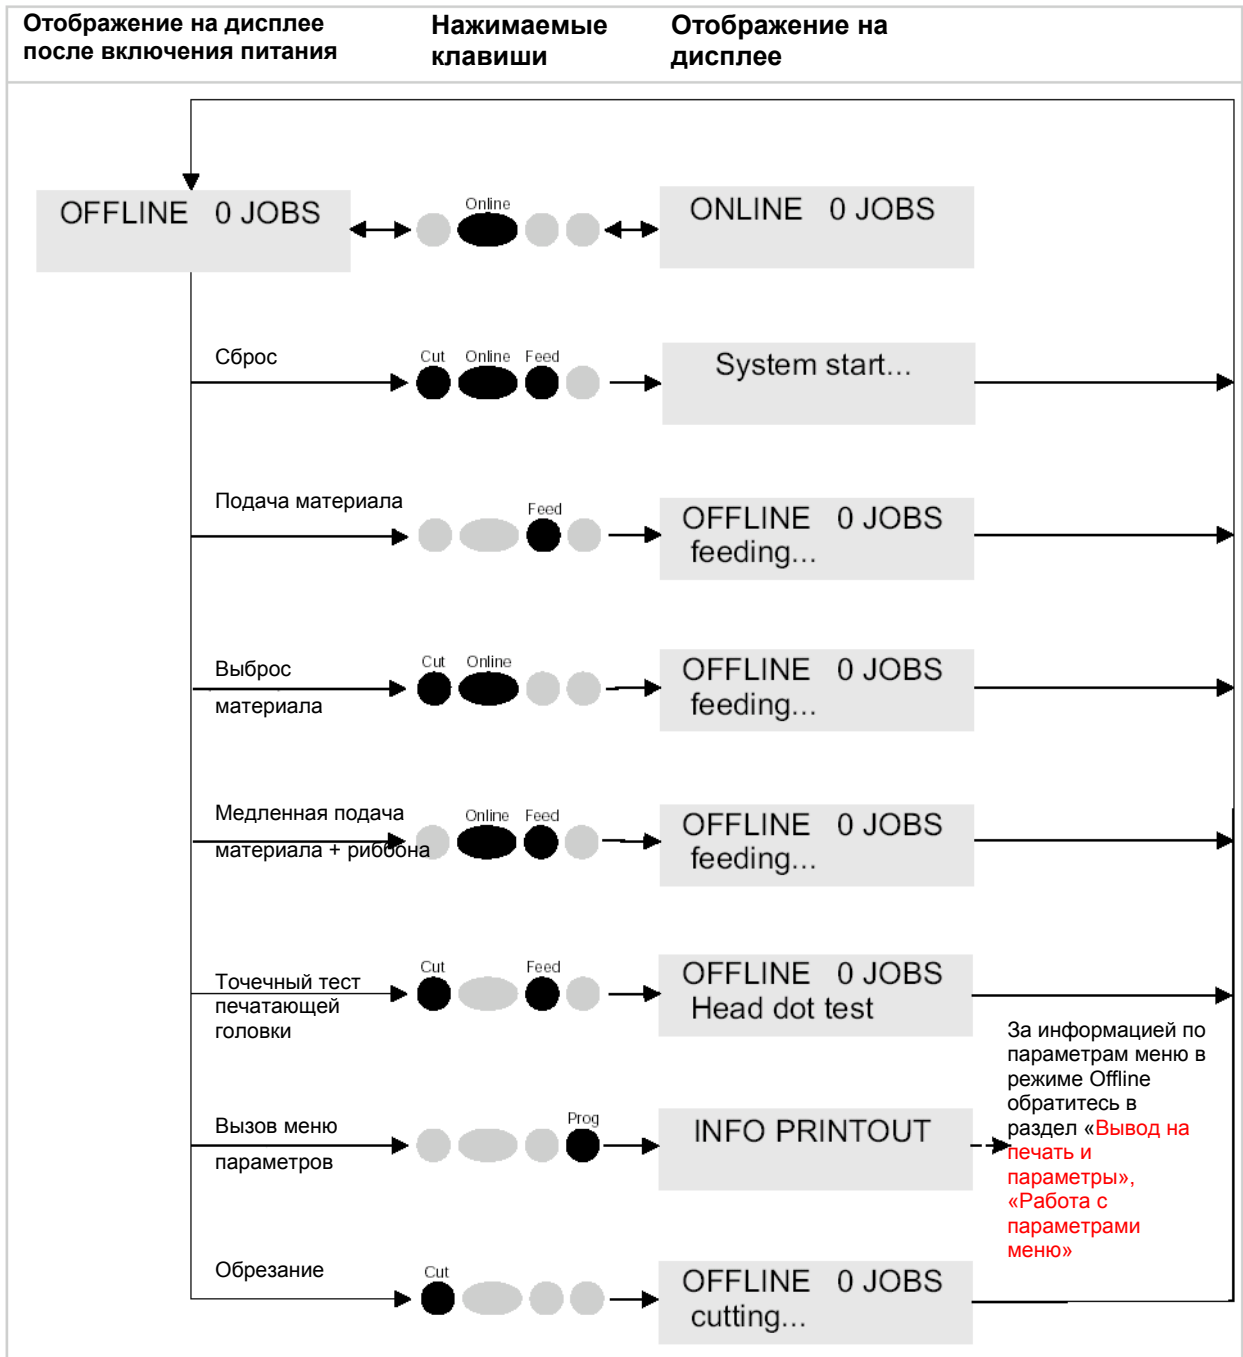 Отображение на дисплее
после включения питания
Нажимаемые
клавиши
Отображение на
дисплее
OFFLINE 0 JOBS
Online
ONLINE 0 JOBS
Сброс
Cut Online Feed
System start...
Подача материала
Feed
OFFLINE 0 JOBS
feeding...
Выброс
материала
Cut Online
OFFLINE 0 JOBS
feeding...
Медленная подача
материала + риббона
Online Feed
OFFLINE 0 JOBS
feeding...
Точечный тест
печатающей
головки
Cut Feed
OFFLINE 0 JOBS
Head dot test
Вызов меню
параметров
Prog
INFO PRINTOUT
За информацией по
параметрам меню в
режиме Offline
обратитесь в
раздел «Вывод на
печать и
параметры»,
«Работа с
параметрами
меню»
Обрезание
Cut
OFFLINE 0 JOBS
cutting...